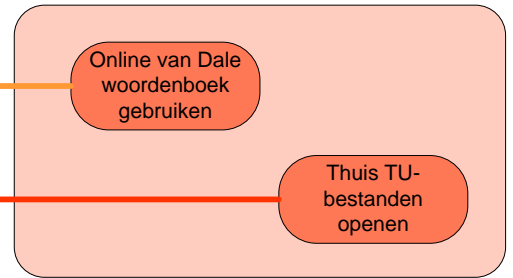 Online van Dale
woordenboek
gebruiken
Thuis TU-
bestanden
openen